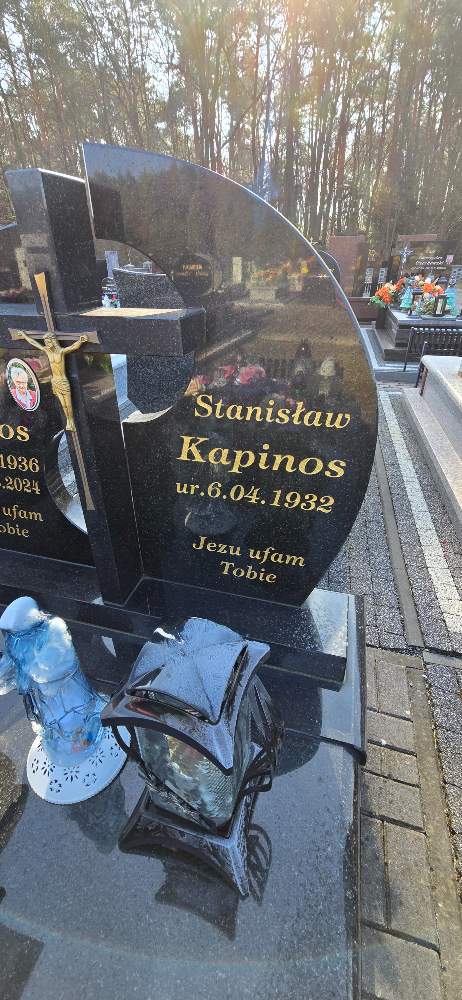 os
1936
.2024
ufam
obie
Stanisław
Kapinos
ur.6.04.1932
Jezu ufam
Tobie